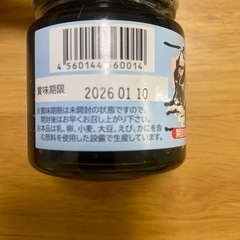 4 560144 560014
賞味期限 2026 01 10
※賞味期限は未開封の状態ですので、
開封後はお早くお召し上がり下さい。
※本品は乳、卵、小麦、大豆、えび、かにを含
む原料を使用した設備で生産しています。